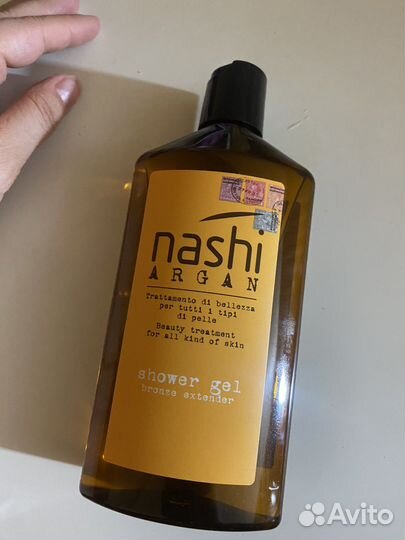 nashi
ARGAN
Trattamento di bellezza
per tutti i tipi
di pelle
Beauty treatment
for all kind of skin
shower gel
bronze extender
Avito